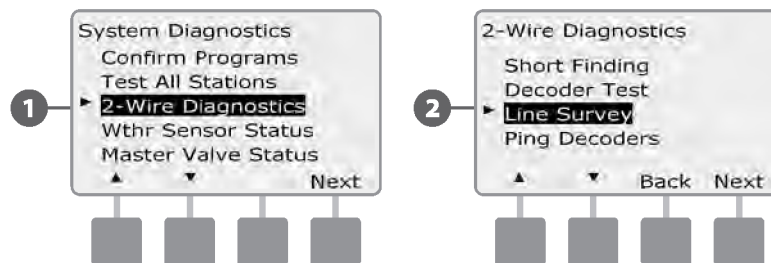 System Diagnostics
Confirm Programs
Test All Stations
1
► 2-Wire Diagnostics
Wthr Sensor Status
Master Valve Status
▲ ▼ Next
2-Wire Diagnostics
Short Finding
Decoder Test
2
► Line Survey
Ping Decoders
▲ ▼ Back Next